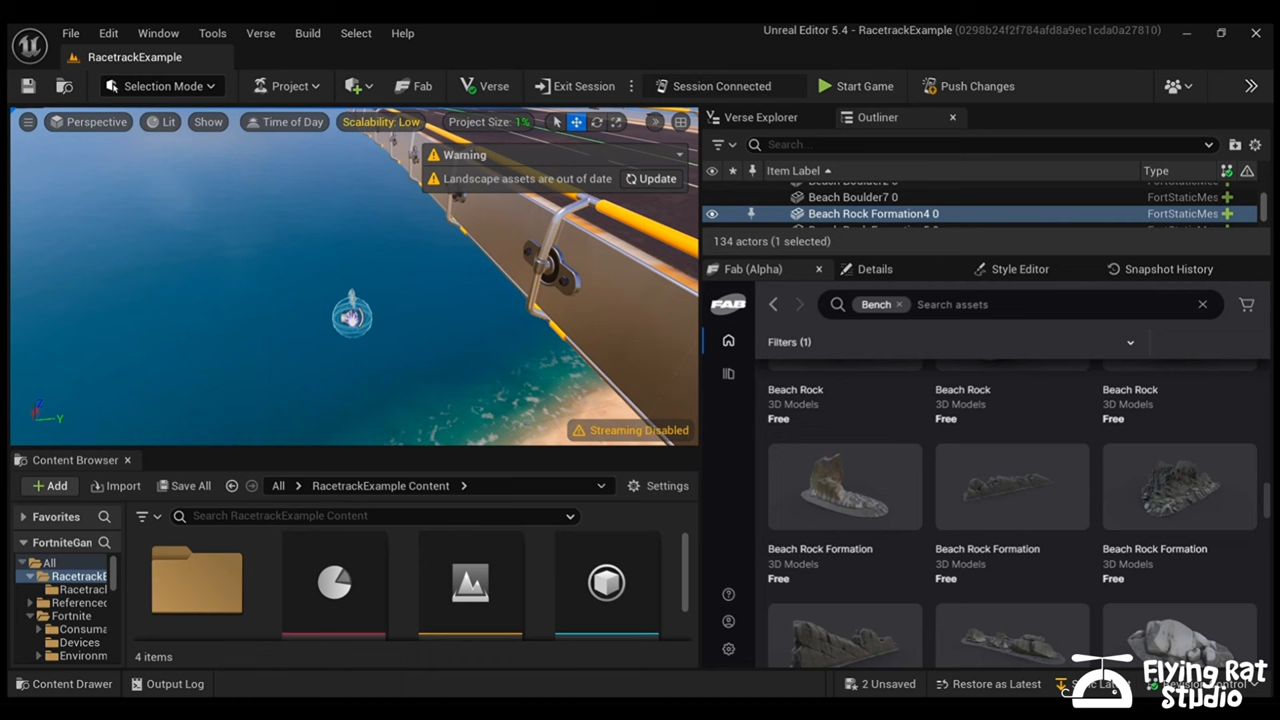 File Edit Window Tools Verse Build Select Help
Unreal Editor 5.4 - RacetrackExample (0298b24f2f784afd8a9ec1cda0a27810)
RacetrackExample
Selection Mode Project Fab Verse Exit Session Session Connected Start Game Push Changes
Perspective Lit Show Time of Day Scalability: Low Project Size: 1%
Warning
Landscape assets are out of date Update
Streaming Disabled
Verse Explorer Outliner
Search...
Item Label Type
Beach Boulder2 0 FortStaticMes
Beach Boulder7 0 FortStaticMes
Beach Rock Formation4 0 FortStaticMes
134 actors (1 selected)
Fab (Alpha) Details Style Editor Snapshot History
FAB Bench Search assets
Filters (1)
Beach Rock Beach Rock Beach Rock
3D Models 3D Models 3D Models
Free Free Free
Beach Rock Formation Beach Rock Formation Beach Rock Formation
3D Models 3D Models 3D Models
Free Free Free
Content Browser
Add Import Save All All RacetrackExample Content Settings
Favorites Search RacetrackExample Content
FortniteGam
All
RacetrackE
Racetracl
Referenced
Fortnite
Consuma
Devices
Environm
4 items
Content Drawer Output Log 2 Unsaved Restore as Latest
Flying Rat
Studio